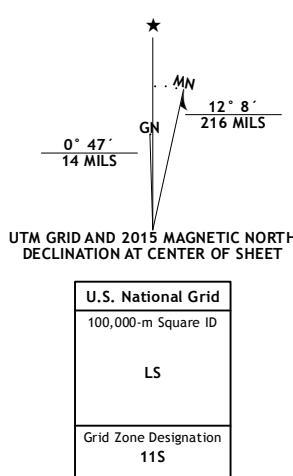 ★
MN
GN
12° 8´
216 MILS
0° 47´
14 MILS
UTM GRID AND 2015 MAGNETIC NORTH
DECLINATION AT CENTER OF SHEET
U.S. National Grid
100,000-m Square ID
LS
Grid Zone Designation
11S